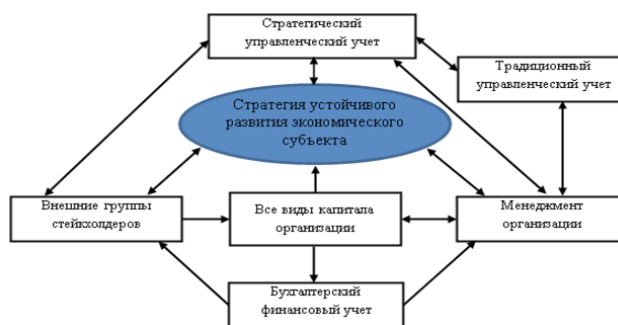 Стратегический
управленческий учет
Традиционный
управленческий учет
Стратегия устойчивого
развития экономического
субъекта
Внешние группы
стейкхолдеров
Все виды капитала
организации
Менеджмент
организации
Бухгалтерский
финансовый учет